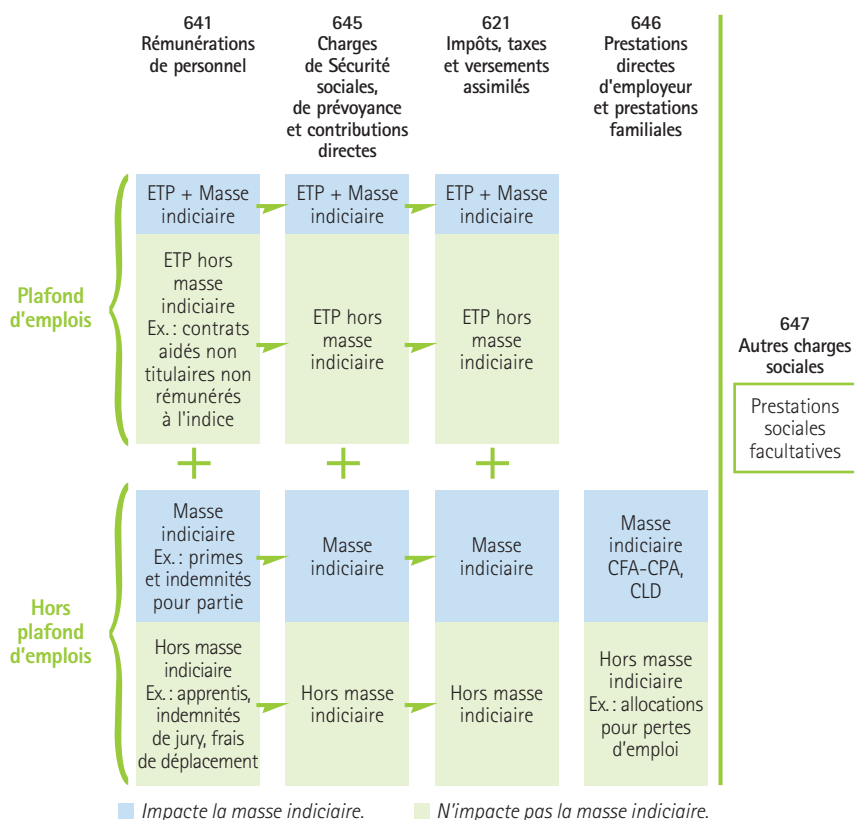 641
Rémunérations
de personnel
645
Charges
de Sécurité
sociales,
de prévoyance
et contributions
directes
621
Impôts, taxes
et versements
assimilés
646
Prestations
directes
d'employeur
et prestations
familiales
Plafond
d'emplois
ETP + Masse
indiciaire
ETP + Masse
indiciaire
ETP + Masse
indiciaire
ETP hors
masse
indiciaire
Ex. : contrats
aidés non
titulaires non
rémunérés
à l'indice
ETP hors
masse
indiciaire
ETP hors
masse
indiciaire
+
+
+
647
Autres charges
sociales
Prestations
sociales
facultatives
Hors
plafond
d'emplois
Masse
indiciaire
Ex. : primes
et indemnités
pour partie
Masse
indiciaire
Masse
indiciaire
Masse
indiciaire
CFA-CPA,
CLD
Hors masse
indiciaire
Ex. : apprentis,
indemnités
de jury, frais
de déplacement
Hors masse
indiciaire
Hors masse
indiciaire
Hors masse
indiciaire
Ex. : allocations
pour pertes
d'emploi
Impacte la masse indiciaire.
N'impacte pas la masse indiciaire.